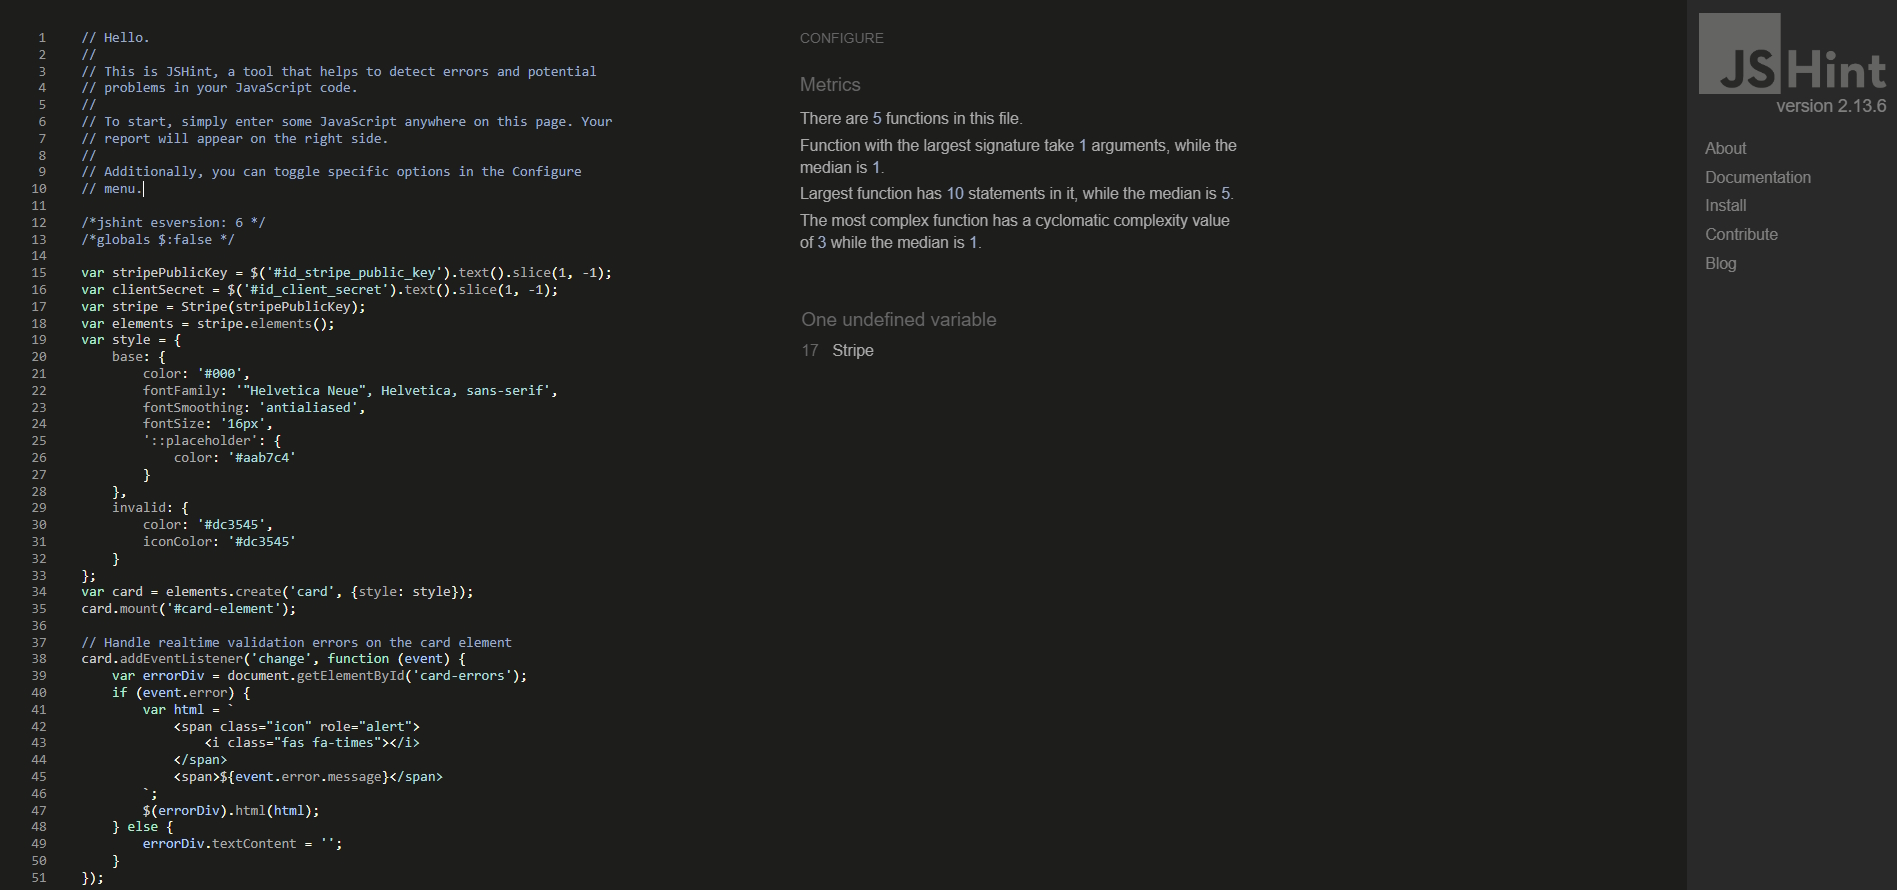 1 // Hello.
2 //
3 // This is JSHint, a tool that helps to detect errors and potential
4 // problems in your JavaScript code.
5 //
6 // To start, simply enter some JavaScript anywhere on this page. Your
7 // report will appear on the right side.
8 //
9 // Additionally, you can toggle specific options in the Configure
10 // menu.
11
12 /*jshint esversion: 6 */
13 /*globals $:false */
14
15 var stripePublicKey = $('#id_stripe_public_key').text().slice(1, -1);
16 var clientSecret = $('#id_client_secret').text().slice(1, -1);
17 var stripe = Stripe(stripePublicKey);
18 var elements = stripe.elements();
19 var style = {
20     base: {
21         color: '#000',
22         fontFamily: '"Helvetica Neue", Helvetica, sans-serif',
23         fontSmoothing: 'antialiased',
24         fontSize: '16px',
25         '::placeholder': {
26             color: '#aab7c4'
27         }
28     },
29     invalid: {
30         color: '#dc3545',
31         iconColor: '#dc3545'
32     }
33 };
34 var card = elements.create('card', {style: style});
35 card.mount('#card-element');
36
37 // Handle realtime validation errors on the card element
38 card.addEventListener('change', function (event) {
39     var errorDiv = document.getElementById('card-errors');
40     if (event.error) {
41         var html = `
42             <span class="icon" role="alert">
43                 <i class="fas fa-times"></i>
44             </span>
45             <span>${event.error.message}</span>
46         `;
47         $(errorDiv).html(html);
48     } else {
49         errorDiv.textContent = '';
50     }
51 });
CONFIGURE
Metrics
There are 5 functions in this file.
Function with the largest signature take 1 arguments, while the
median is 1.
Largest function has 10 statements in it, while the median is 5.
The most complex function has a cyclomatic complexity value
of 3 while the median is 1.
One undefined variable
17 Stripe
JSHint
version 2.13.6
About
Documentation
Install
Contribute
Blog